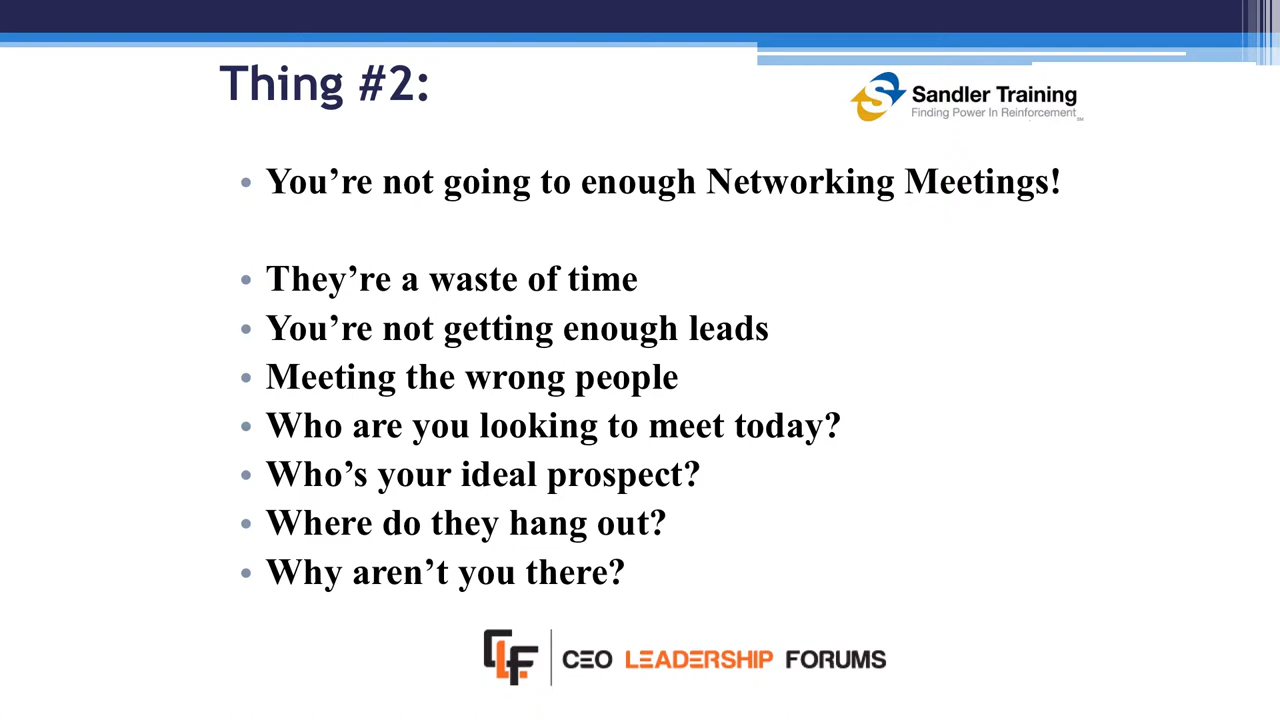 Thing #2:
Sandler Training
Finding Power In Reinforcement℠
• You’re not going to enough Networking Meetings!
• They’re a waste of time
• You’re not getting enough leads
• Meeting the wrong people
• Who are you looking to meet today?
• Who’s your ideal prospect?
• Where do they hang out?
• Why aren’t you there?
CLF CEO LEADERSHIP FORUMS